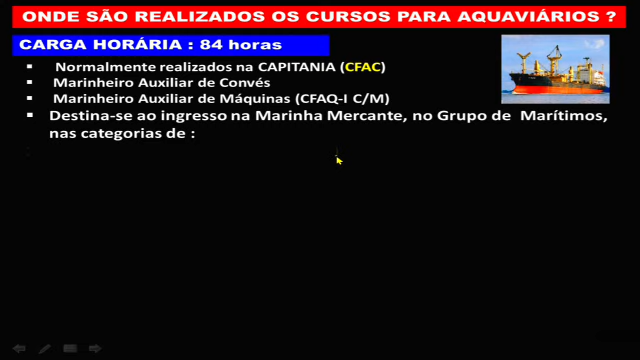 ONDE SÃO REALIZADOS OS CURSOS PARA AQUAVIÁRIOS ?
CARGA HORÁRIA : 84 horas
Normalmente realizados na CAPITANIA (CFAC)
Marinheiro Auxiliar de Convés
Marinheiro Auxiliar de Máquinas (CFAQ-I C/M)
Destina-se ao ingresso na Marinha Mercante, no Grupo de Marítimos,
nas categorias de :